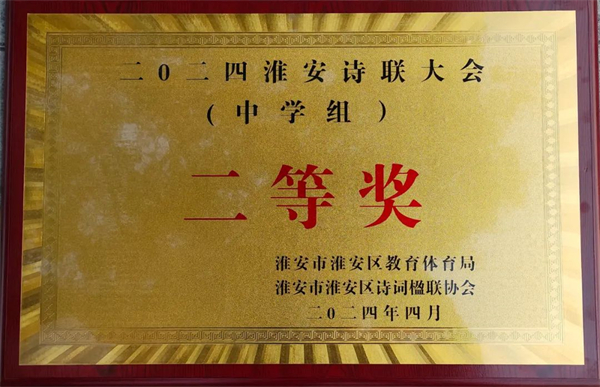 二0二四淮安诗联大会
(中学组)
二等奖
淮安市淮安区教育体育局
淮安市淮安区诗词楹联协会
二0二四年四月